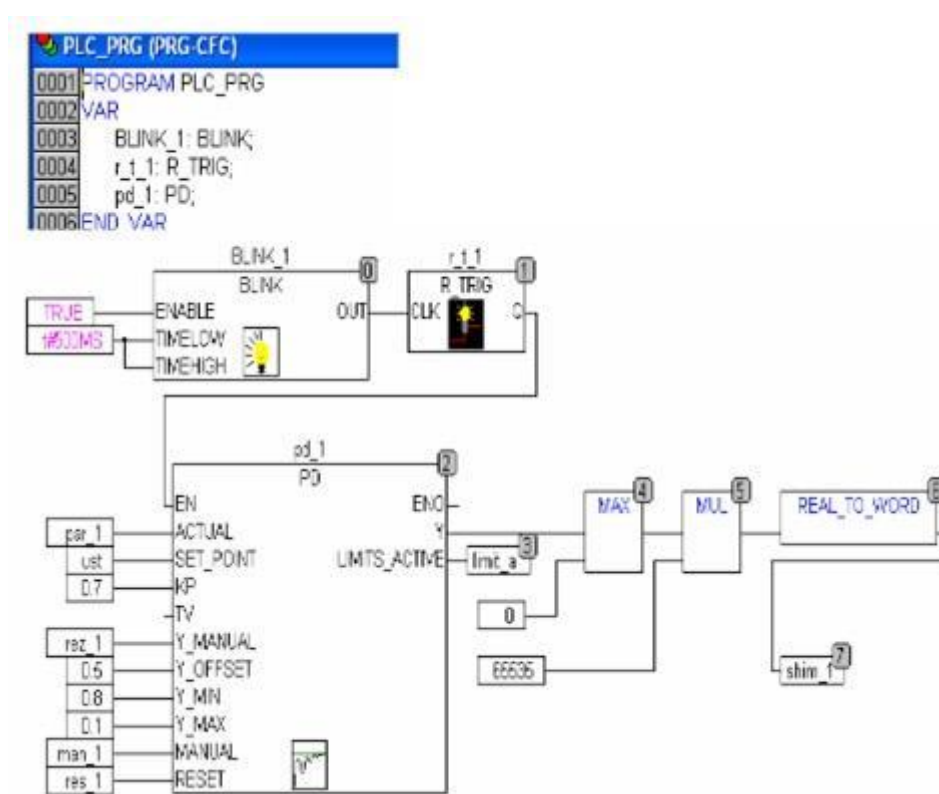 PLC_PRG (PRG-CFC)
0001 PROGRAM PLC_PRG
0002 VAR
0003 BLINK_1: BLINK;
0004 r_t_1: R_TRIG;
0005 pd_1: PD;
0006 END_VAR
BLINK_1
0
BLINK
TRUE ENABLE OUT
t#500MS TIMELOW
TIMEHIGH
r_t_1
1
R_TRIG
CLK Q
pd_1
2
PD
EN ENO
par_1 ACTUAL Y
ust SET_POINT LIMITS_ACTIVE
3
limit_a
0.7 KP
TV
rez_1 Y_MANUAL
0.5 Y_OFFSET
0.8 Y_MIN
0.1 Y_MAX
man_1 MANUAL
res_1 RESET
MAX 4
0
MUL 5
65535
REAL_TO_WORD 6
shim_1 7